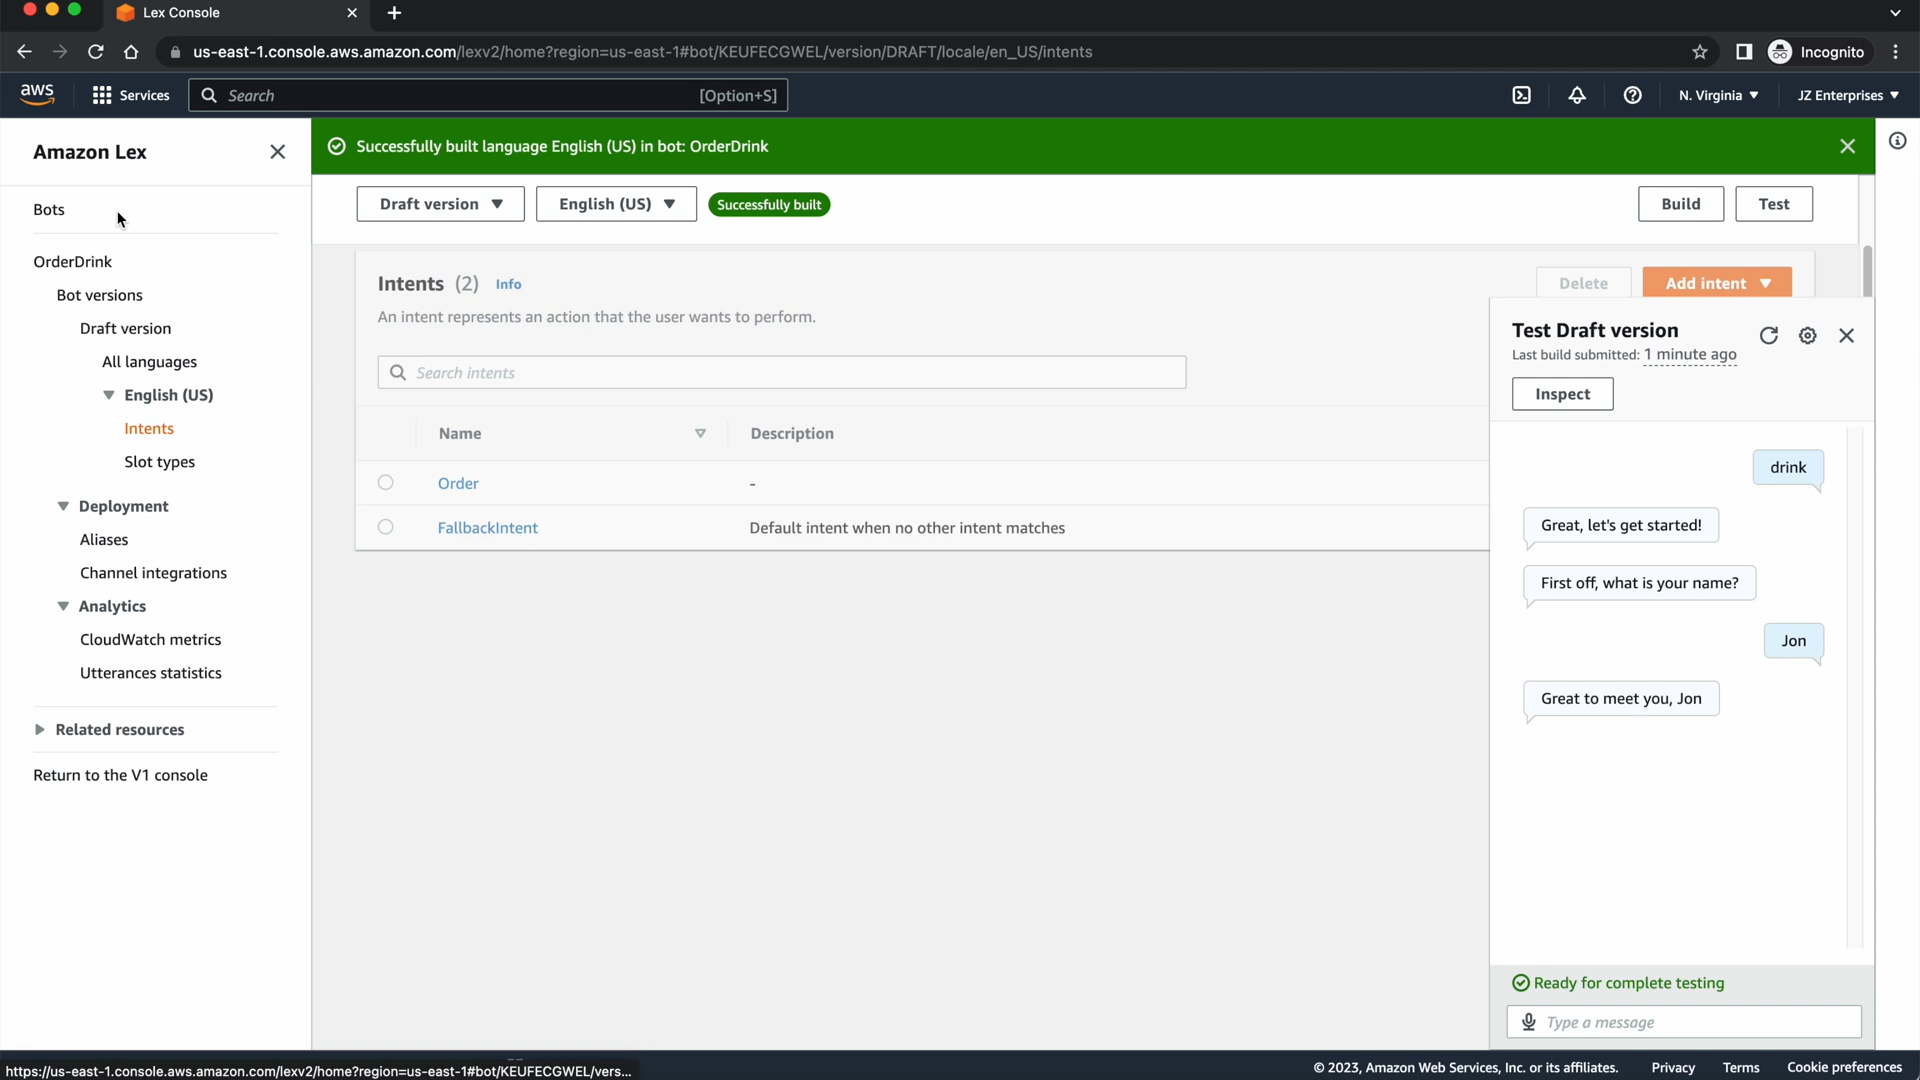 Lex Console
us-east-1.console.aws.amazon.com/lexv2/home?region=us-east-1#bot/KEUFECGWEL/version/DRAFT/locale/en_US/intents
Incognito
aws
Services
Search
[Option+S]
N. Virginia
JZ Enterprises
Amazon Lex
Bots
OrderDrink
Bot versions
Draft version
All languages
English (US)
Intents
Slot types
Deployment
Aliases
Channel integrations
Analytics
CloudWatch metrics
Utterances statistics
Related resources
Return to the V1 console
Successfully built language English (US) in bot: OrderDrink
Draft version
English (US)
Successfully built
Build
Test
Intents (2) Info
Delete
Add intent
An intent represents an action that the user wants to perform.
Search intents
Name
Description
Order
-
FallbackIntent
Default intent when no other intent matches
Test Draft version
Last build submitted: 1 minute ago
Inspect
drink
Great, let's get started!
First off, what is your name?
Jon
Great to meet you, Jon
Ready for complete testing
Type a message
https://us-east-1.console.aws.amazon.com/lexv2/home?region=us-east-1#bot/KEUFECGWEL/vers...
© 2023, Amazon Web Services, Inc. or its affiliates.
Privacy
Terms
Cookie preferences